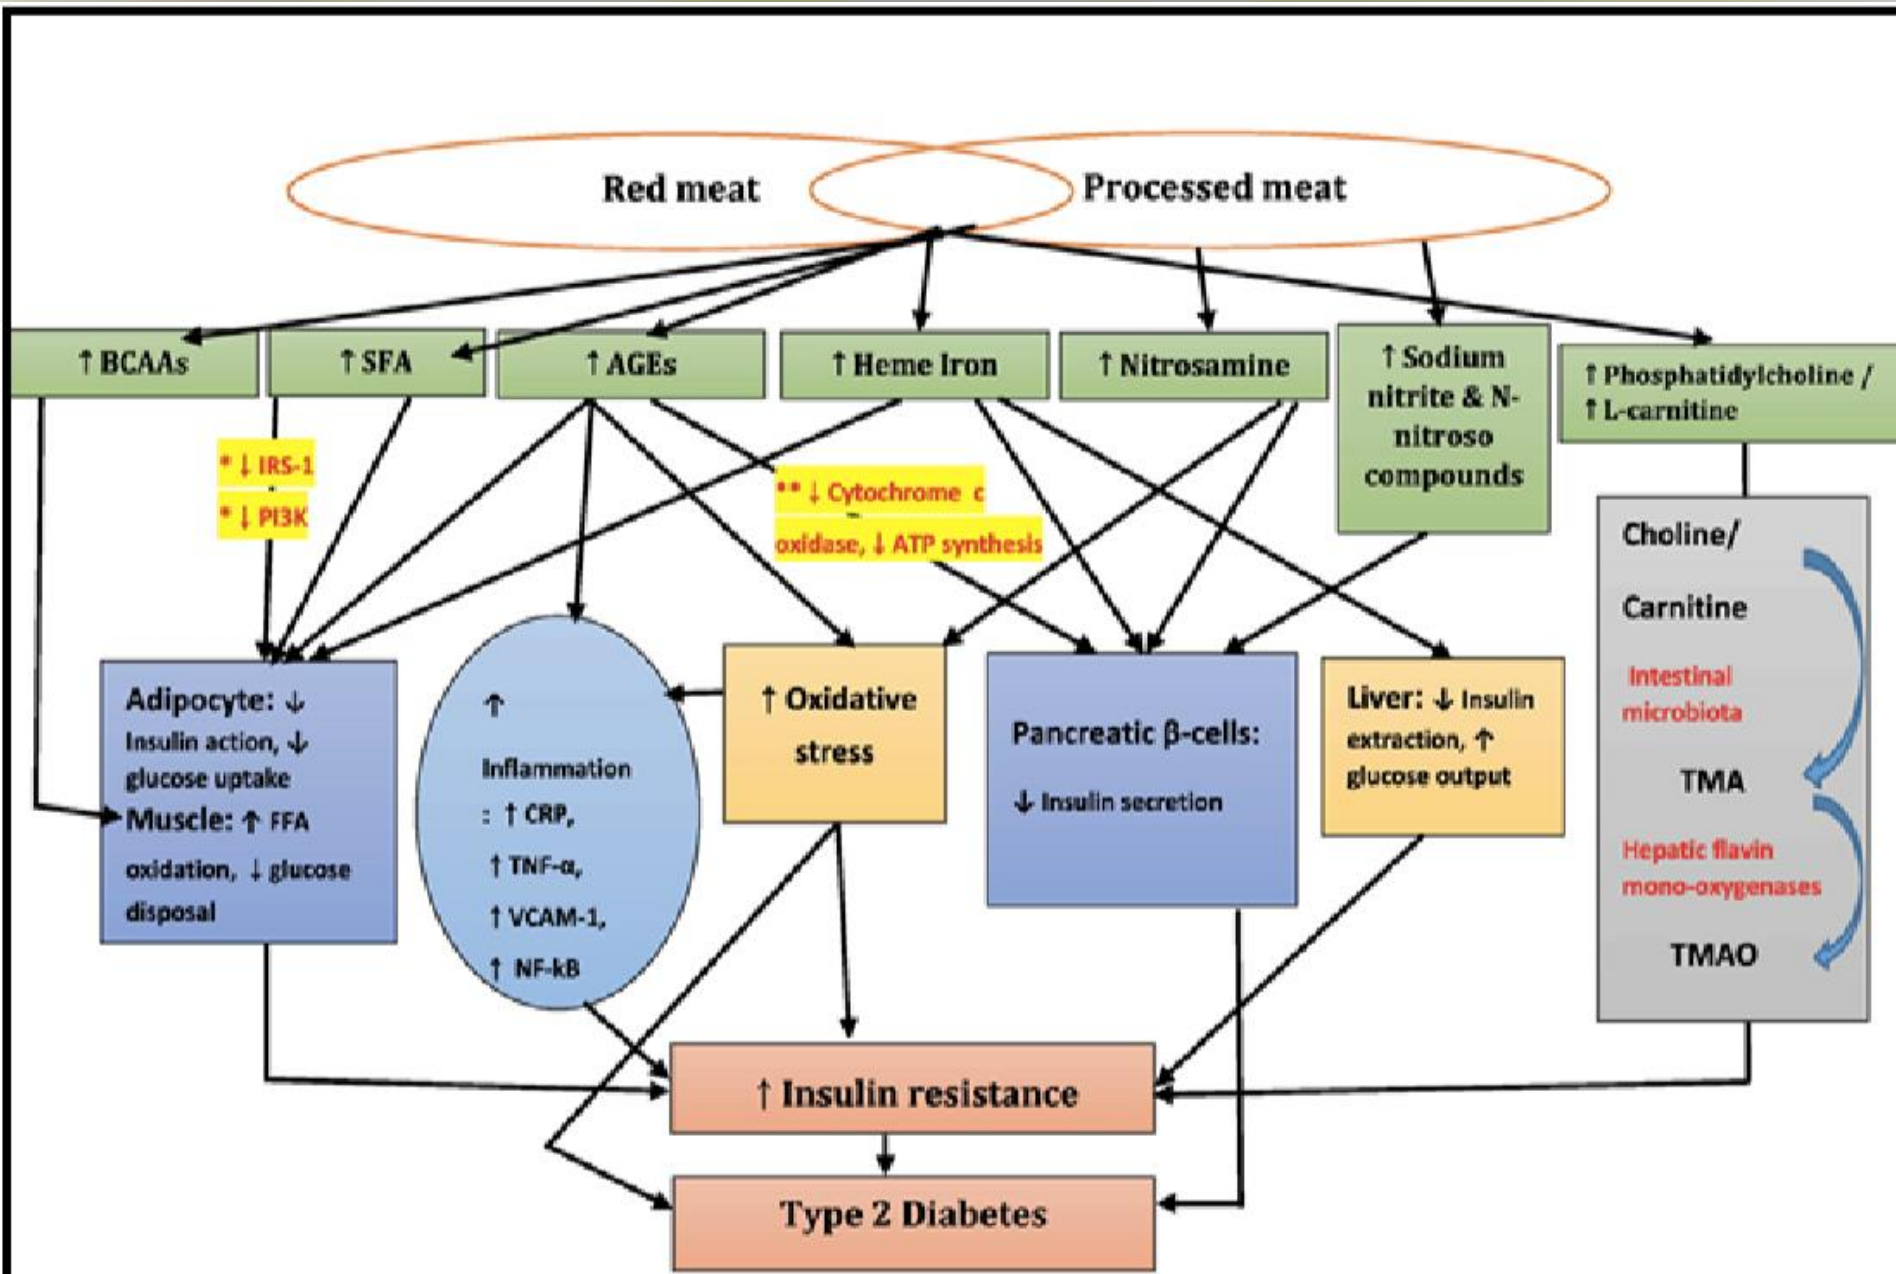 Red meat
Processed meat
↑ BCAAs
↑ SFA
↑ AGEs
↑ Heme Iron
↑ Nitrosamine
↑ Sodium
nitrite & N-
nitroso
compounds
↑ Phosphatidylcholine /
↑ L-carnitine
* ↓ IRS-1
* ↓ PI3K
** ↓ Cytochrome c
oxidase, ↓ ATP synthesis
Adipocyte: ↓
Insulin action, ↓
glucose uptake
Muscle: ↑ FFA
oxidation, ↓ glucose
disposal
↑
Inflammation
: ↑ CRP,
↑ TNF-α,
↑ VCAM-1,
↑ NF-kB
↑ Oxidative
stress
Pancreatic β-cells:
↓ Insulin secretion
Liver: ↓ Insulin
extraction, ↑
glucose output
Choline/
Carnitine
Intestinal
microbiota
TMA
Hepatic flavin
mono-oxygenases
TMAO
↑ Insulin resistance
Type 2 Diabetes